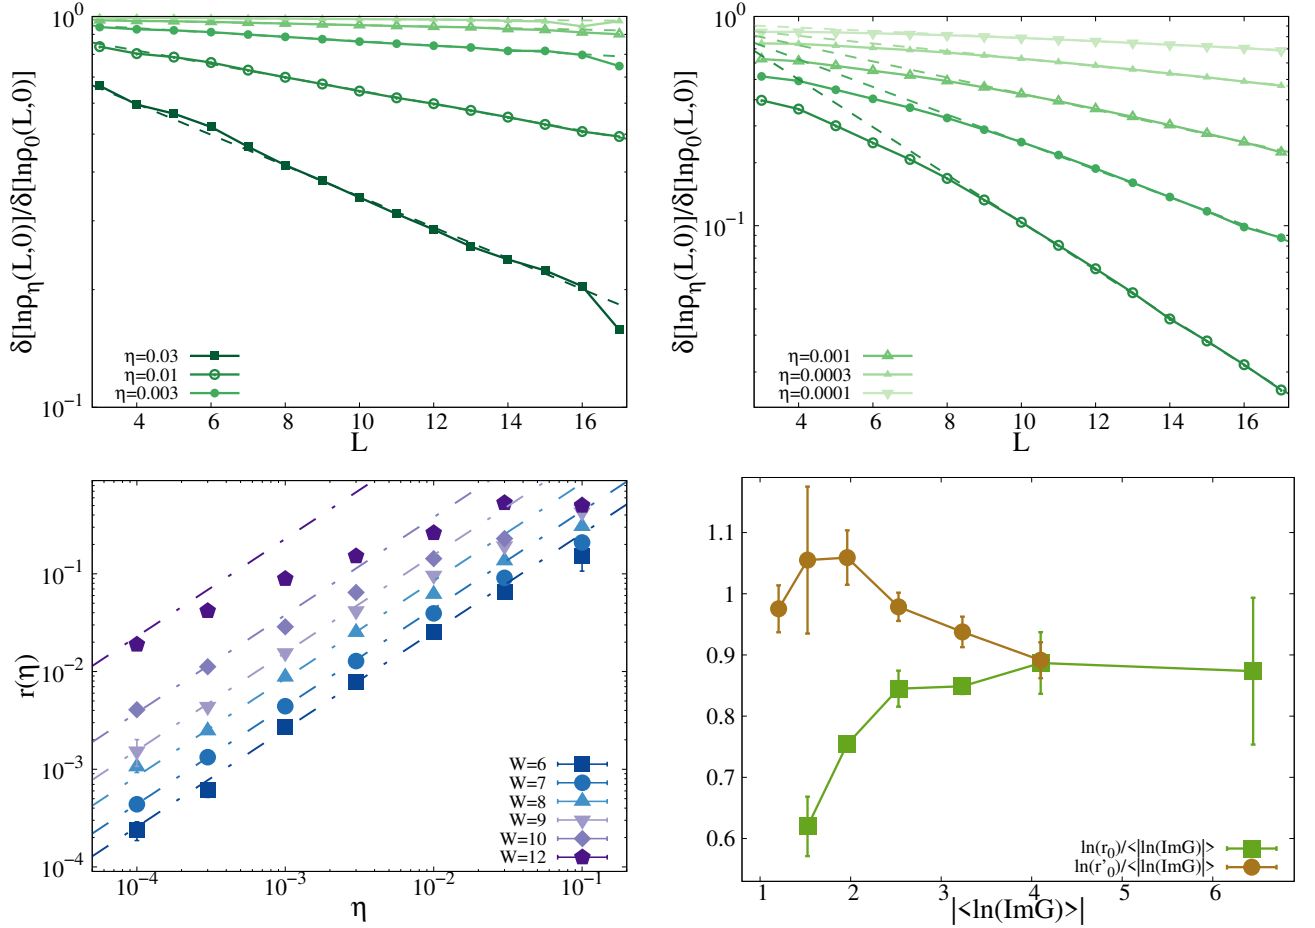 δ[lnρη(L,0)]/δ[lnρ0(L,0)]
10^0
10^-1
4 6 8 10 12 14 16
L
η=0.03
η=0.01
η=0.003
δ[lnρη(L,0)]/δ[lnρ0(L,0)]
10^0
10^-1
4 6 8 10 12 14 16
L
η=0.001
η=0.0003
η=0.0001
r(η)
10^-1
10^-2
10^-3
10^-4
10^-4 10^-3 10^-2 10^-1
η
W=6
W=7
W=8
W=9
W=10
W=12
1.1
1
0.9
0.8
0.7
0.6
1 2 3 4 5 6
|<ln(ImG)>|
ln(r0)/<|ln(ImG)|>
ln(r'0)/<|ln(ImG)|>